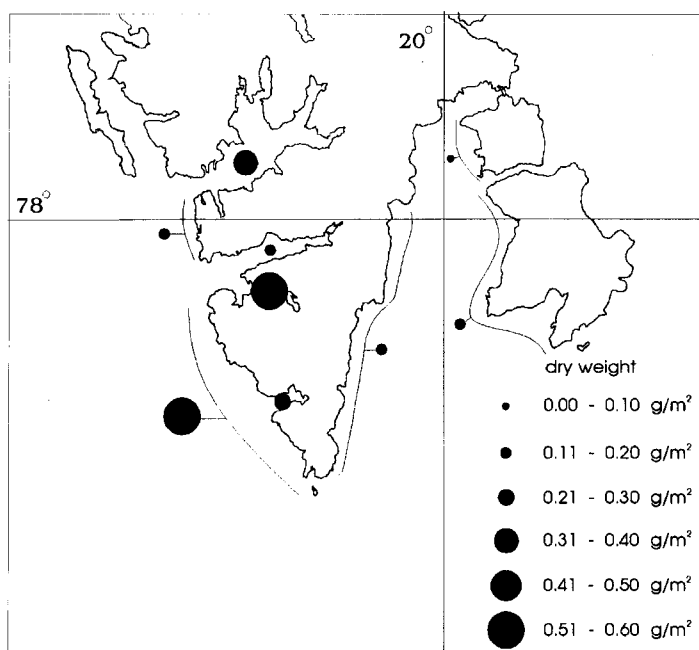 20°
78°
dry weight
0.00 - 0.10 g/m²
0.11 - 0.20 g/m²
0.21 - 0.30 g/m²
0.31 - 0.40 g/m²
0.41 - 0.50 g/m²
0.51 - 0.60 g/m²